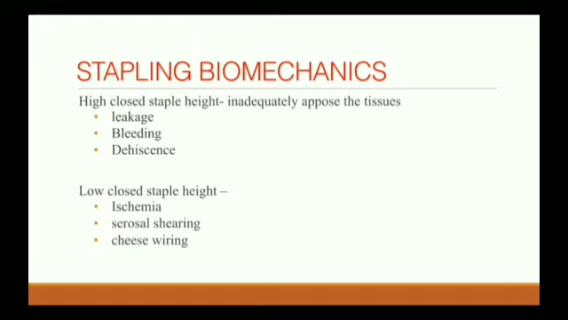 STAPLING BIOMECHANICS
High closed staple height- inadequately appose the tissues
• leakage
• Bleeding
• Dehiscence
Low closed staple height –
• Ischemia
• serosal shearing
• cheese wiring